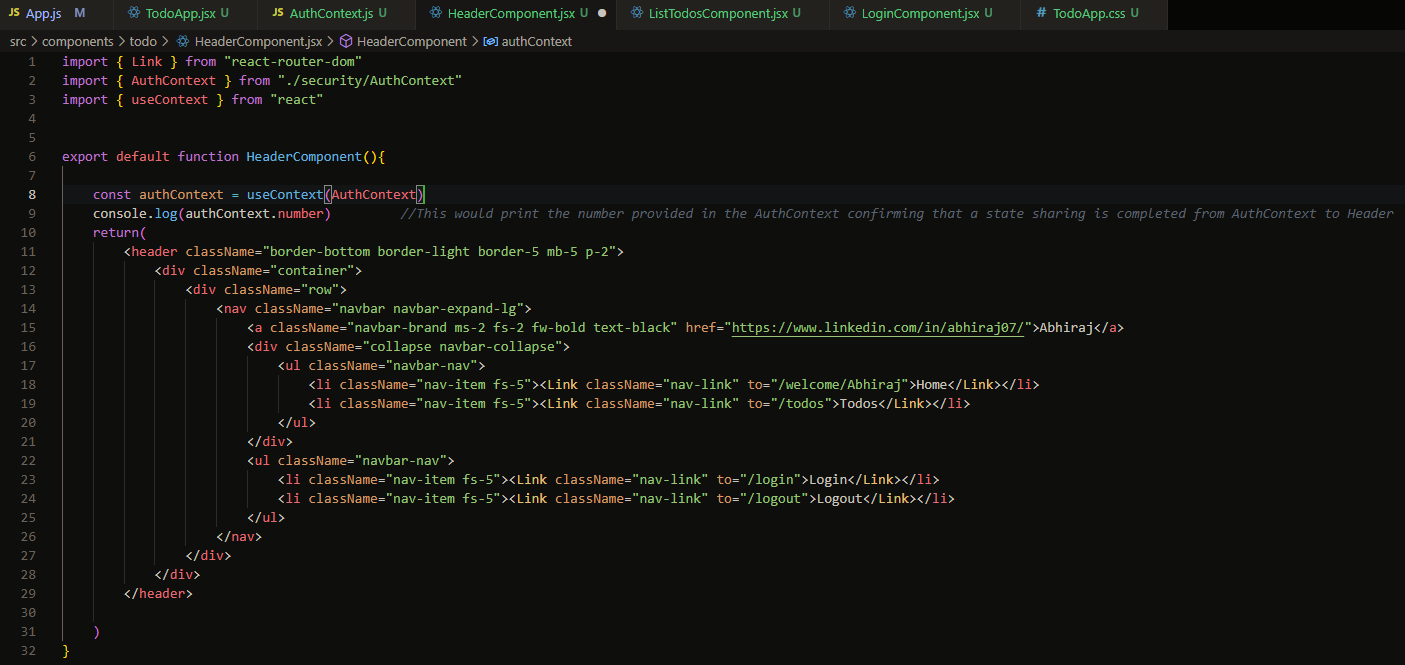 JS App.js M TodoApp.jsx U JS AuthContext.js U HeaderComponent.jsx U ListTodosComponent.jsx U LoginComponent.jsx U # TodoApp.css U
src > components > todo > HeaderComponent.jsx > HeaderComponent > authContext
1 import { Link } from "react-router-dom"
2 import { AuthContext } from "./security/AuthContext"
3 import { useContext } from "react"
4
5
6 export default function HeaderComponent(){
7
8 const authContext = useContext(AuthContext)
9 console.log(authContext.number) //This would print the number provided in the AuthContext confirming that a state sharing is completed from AuthContext to Header
10 return(
11 <header className="border-bottom border-light border-5 mb-5 p-2">
12 <div className="container">
13 <div className="row">
14 <nav className="navbar navbar-expand-lg">
15 <a className="navbar-brand ms-2 fs-2 fw-bold text-black" href="https://www.linkedin.com/in/abhiraj07/">Abhiraj</a>
16 <div className="collapse navbar-collapse">
17 <ul className="navbar-nav">
18 <li className="nav-item fs-5"><Link className="nav-link" to="/welcome/Abhiraj">Home</Link></li>
19 <li className="nav-item fs-5"><Link className="nav-link" to="/todos">Todos</Link></li>
20 </ul>
21 </div>
22 <ul className="navbar-nav">
23 <li className="nav-item fs-5"><Link className="nav-link" to="/login">Login</Link></li>
24 <li className="nav-item fs-5"><Link className="nav-link" to="/logout">Logout</Link></li>
25 </ul>
26 </nav>
27 </div>
28 </div>
29 </header>
30
31 )
32 }